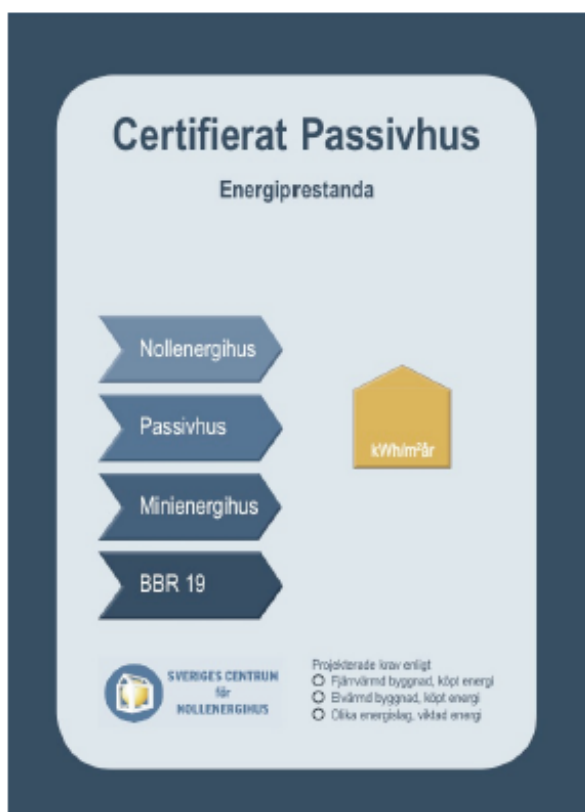 Certifierat Passivhus
Energiprestanda
Nollenergihus
Passivhus
kWh/m²år
Minienergihus
BBR 19
SVERIGES CENTRUM
för
NOLLENERGIHUS
Projekterade krav enligt
Fjärrvärmd byggnad, köpt energi
Elvärmd byggnad, köpt energi
Olika energislag, viktad energi